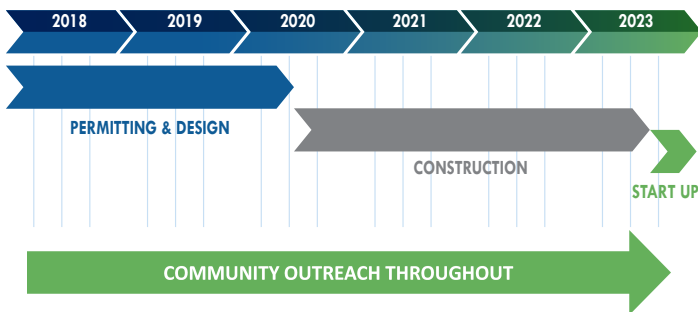 2018 2019 2020 2021 2022 2023
PERMITTING & DESIGN
CONSTRUCTION
START UP
COMMUNITY OUTREACH THROUGHOUT